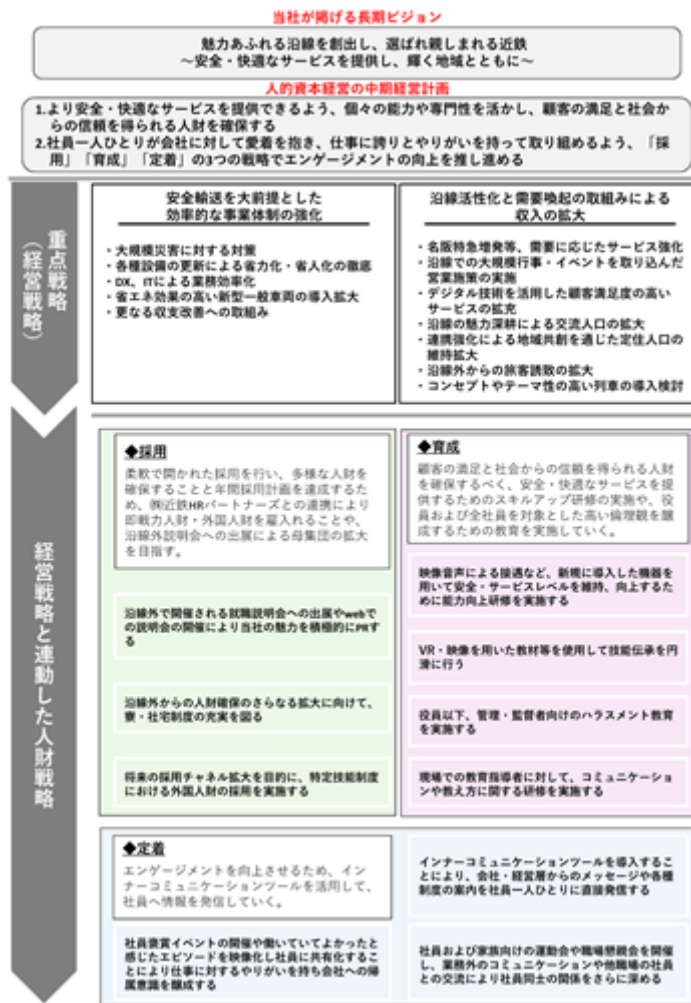 当社が掲げる長期ビジョン
魅力あふれる沿線を創出し、選ばれ親しまれる近鉄
～安全・快適なサービスを提供し、輝く地域とともに～
人的資本経営の中期経営計画
1.より安全・快適なサービスを提供できるよう、個々の能力や専門性を活かし、顧客の満足と社会か
らの信頼を得られる人財を確保する
2.社員一人ひとりが会社に対して愛着を抱き、仕事に誇りとやりがいを持って取り組めるよう、「採
用」「育成」「定着」の3つの戦略でエンゲージメントの向上を推し進める
重点戦略
（経営戦略）
安全輸送を大前提とした
効率的な事業体制の強化
・大規模災害に対する対策
・各種設備の更新による省力化・省人化の徹底
・DX、ITによる業務効率化
・省エネ効果の高い新型一般車両の導入拡大
・更なる収支改善への取組み
沿線活性化と需要喚起の取組みによる
収入の拡大
・名阪特急増発等、需要に応じたサービス強化
・沿線での大規模行事・イベントを取り込んだ
営業施策の実施
・デジタル技術を活用した顧客満足度の高い
サービスの拡充
・沿線の魅力深耕による交流人口の拡大
・連携強化による地域共創を通じた定住人口の
維持拡大
・沿線外からの旅客誘致の拡大
・コンセプトやテーマ性の高い列車の導入検討
経営戦略と連動した人財戦略
◆採用
柔軟で開かれた採用を行い、多様な人財を
確保することと年間採用計画を達成するた
め、㈱近鉄HRパートナーズとの連携により
即戦力人財・外国人財を雇入れることや、
沿線外説明会への出展による母集団の拡大
を目指す。
沿線外で開催される就職説明会への出展やwebで
の説明会の開催により当社の魅力を積極的にPRす
る
沿線外からの人財確保のさらなる拡大に向けて、
寮・社宅制度の充実を図る
将来の採用チャネル拡大を目的に、特定技能制度
における外国人財の採用を実施する
◆育成
顧客の満足と社会からの信頼を得られる人財
を確保するべく、安全・快適なサービスを提
供するためのスキルアップ研修の実施や、役
員および全社員を対象とした高い倫理観を醸
成するための教育を実施していく。
映像音声による接遇など、新規に導入した機器を
用いて安全・サービスレベルを維持、向上するた
めに能力向上研修を実施する
VR・映像を用いた教材等を使用して技能伝承を円
滑に行う
役員以下、管理・監督者向けのハラスメント教育
を実施する
現場での教育指導者に対して、コミュニケーショ
ンや教え方に関する研修を実施する
◆定着
エンゲージメントを向上させるため、イン
ナーコミュニケーションツールを活用して、
社員へ情報を発信していく。
社員褒賞イベントの開催や働いていてよかったと
感じたエピソードを映像化し社員に共有化するこ
とにより仕事に対するやりがいを持ち会社への帰
属意識を醸成する
インナーコミュニケーションツールを導入するこ
とにより、会社・経営層からのメッセージや各種
制度の案内を社員一人ひとりに直接発信する
社員および家族向けの運動会や職場懇親会を開催
し、業務外のコミュニケーションや他職場の社員
との交流により社員同士の関係をさらに深める